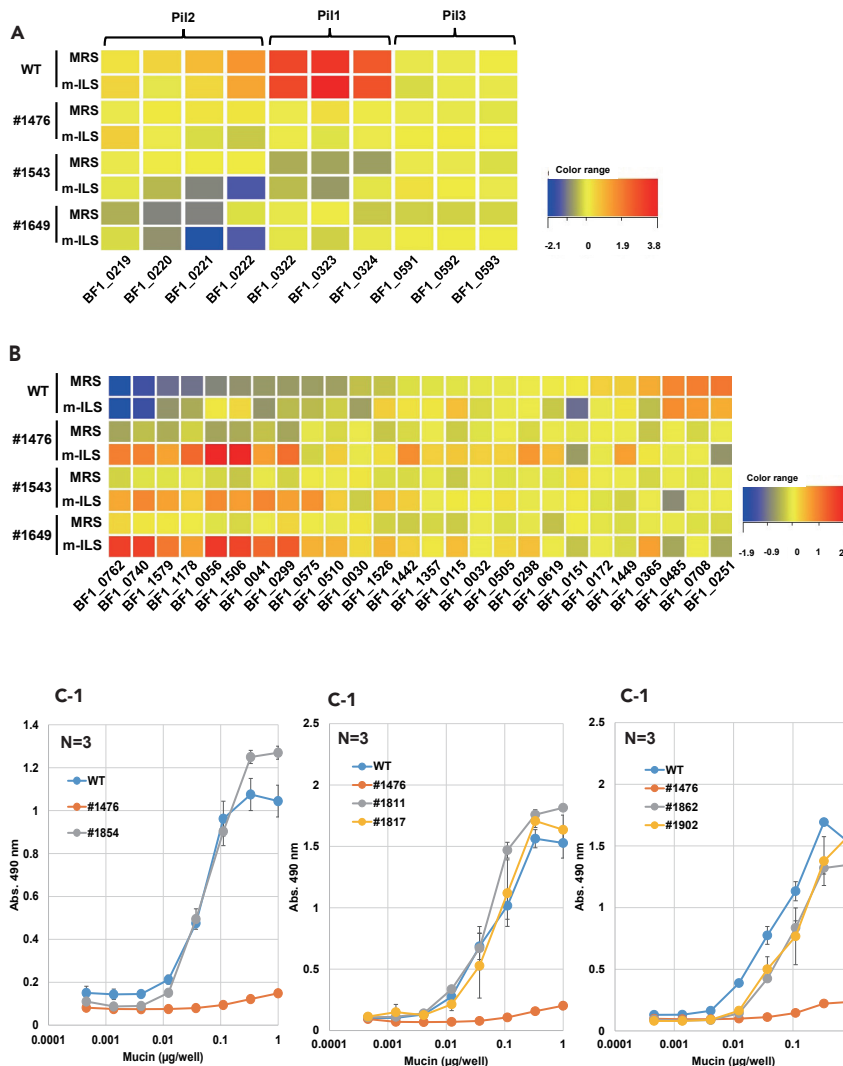 A
Pil2 Pil1 Pil3
WT MRS
m-ILS
#1476 MRS
m-ILS
#1543 MRS
m-ILS
#1649 MRS
m-ILS
BF1_0219 BF1_0220 BF1_0221 BF1_0222 BF1_0322 BF1_0323 BF1_0324 BF1_0591 BF1_0592 BF1_0593
Color range
-2.1 0 1.9 3.8
B
WT MRS
m-ILS
#1476 MRS
m-ILS
#1543 MRS
m-ILS
#1649 MRS
m-ILS
BF1_0762 BF1_0740 BF1_1579 BF1_1178 BF1_0056 BF1_1506 BF1_0041 BF1_0299 BF1_0575 BF1_0510 BF1_0030 BF1_1526 BF1_1442 BF1_1357 BF1_0115 BF1_0032 BF1_0505 BF1_0298 BF1_0619 BF1_0151 BF1_0172 BF1_1449 BF1_0365 BF1_0485 BF1_0708 BF1_0251
Color range
-1.9 -0.9 0 1 2
C-1
N=3
WT
#1476
#1854
Abs. 490 nm
1.4
1.2
1
0.8
0.6
0.4
0.2
0
0.0001 0.001 0.01 0.1 1
Mucin (µg/well)
C-1
N=3
WT
#1476
#1811
#1817
Abs. 490 nm
2.5
2
1.5
1
0.5
0
0.0001 0.001 0.01 0.1 1
Mucin (µg/well)
C-1
N=3
WT
#1476
#1862
#1902
Abs. 490 nm
2.5
2
1.5
1
0.5
0
0.0001 0.001 0.01 0.1
Mucin (µg/well)